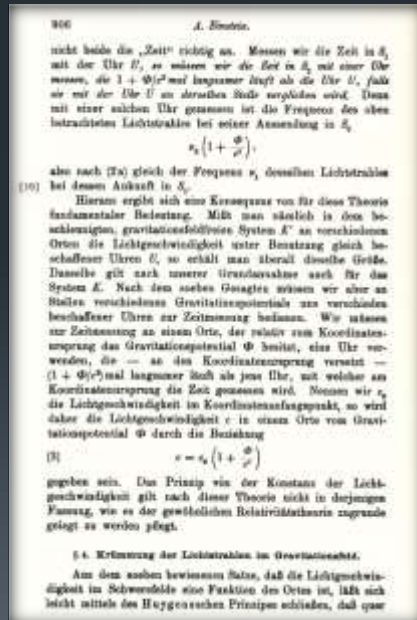 906 A. Einstein.
nicht beide die „Zeit“ richtig an. Messen wir die Zeit in S₁
mit der Uhr U, so müssen wir die Zeit in S₂ mit einer Uhr
messen, die 1 + Φ/c² mal langsamer läuft als die Uhr U, falls
sie mit der Uhr U an derselben Stelle verglichen wird. Denn
mit einer solchen Uhr gemessen ist die Frequenz des oben
betrachteten Lichtstrahles bei seiner Aussendung in S₂
ν₂ (1 + Φ/c²),
also nach (2a) gleich der Frequenz ν₁ desselben Lichtstrahles
[10] bei dessen Ankunft in S₁.
Hieraus ergibt sich eine Konsequenz von für diese Theorie
fundamentaler Bedeutung. Mißt man nämlich in dem be-
schleunigten, gravitationsfeldfreien System K' an verschiedenen
Orten die Lichtgeschwindigkeit unter Benutzung gleich be-
schaffener Uhren U, so erhält man überall dieselbe Größe.
Dasselbe gilt nach unserer Grundannahme auch für das
System K. Nach dem soeben Gesagten müssen wir aber an
Stellen verschiedenen Gravitationspotentials uns verschieden
beschaffener Uhren zur Zeitmessung bedienen. Wir müssen
zur Zeitmessung an einem Orte, der relativ zum Koordinaten-
ursprung das Gravitationspotential Φ besitzt, eine Uhr ver-
wenden, die — an den Koordinatenursprung versetzt —
(1 + Φ/c²) mal langsamer läuft als jene Uhr, mit welcher am
Koordinatenursprung die Zeit gemessen wird. Nennen wir c₀
die Lichtgeschwindigkeit im Koordinatenanfangspunkt, so wird
daher die Lichtgeschwindigkeit c in einem Orte vom Gravi-
tationspotential Φ durch die Beziehung
(3) c = c₀ (1 + Φ/c²)
gegeben sein. Das Prinzip von der Konstanz der Licht-
geschwindigkeit gilt nach dieser Theorie nicht in derjenigen
Fassung, wie es der gewöhnlichen Relativitätstheorie zugrunde
gelegt zu werden pflegt.
§ 4. Krümmung der Lichtstrahlen im Gravitationsfeld.
Aus dem soeben bewiesenen Satze, daß die Lichtgeschwin-
digkeit im Schwerefelde eine Funktion des Ortes ist, läßt sich
leicht mittels des Huygensschen Prinzipes schließen, daß quer